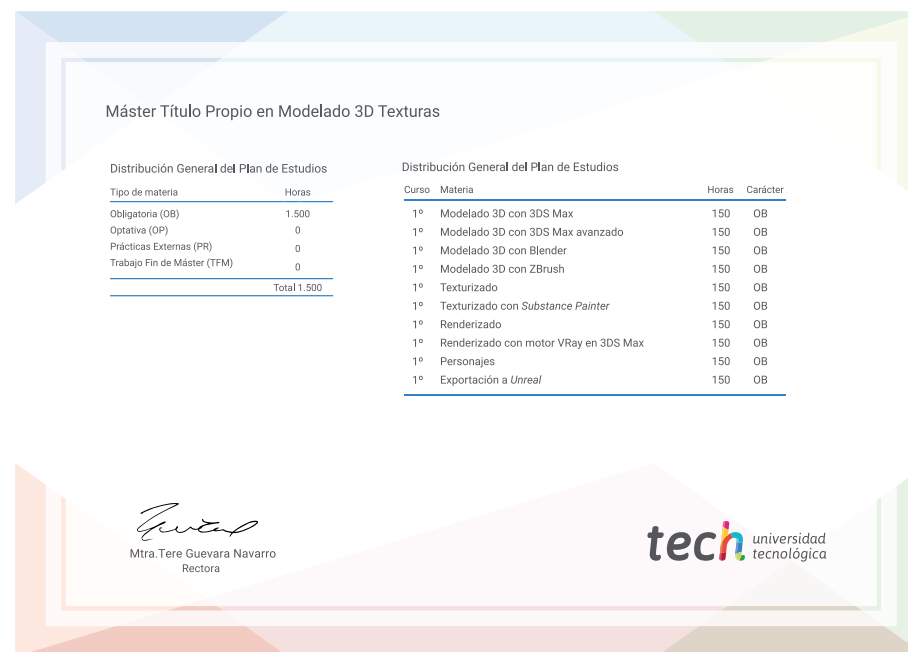 Máster Título Propio en Modelado 3D Texturas
Distribución General del Plan de Estudios
Tipo de materia Horas
Obligatoria (OB) 1.500
Optativa (OP) 0
Prácticas Externas (PR) 0
Trabajo Fin de Máster (TFM) 0
Total 1.500
Distribución General del Plan de Estudios
Curso Materia Horas Carácter
1º Modelado 3D con 3DS Max 150 OB
1º Modelado 3D con 3DS Max avanzado 150 OB
1º Modelado 3D con Blender 150 OB
1º Modelado 3D con ZBrush 150 OB
1º Texturizado 150 OB
1º Texturizado con Substance Painter 150 OB
1º Renderizado 150 OB
1º Renderizado con motor VRay en 3DS Max 150 OB
1º Personajes 150 OB
1º Exportación a Unreal 150 OB
Mtra.Tere Guevara Navarro
Rectora
tech universidad
tecnológica